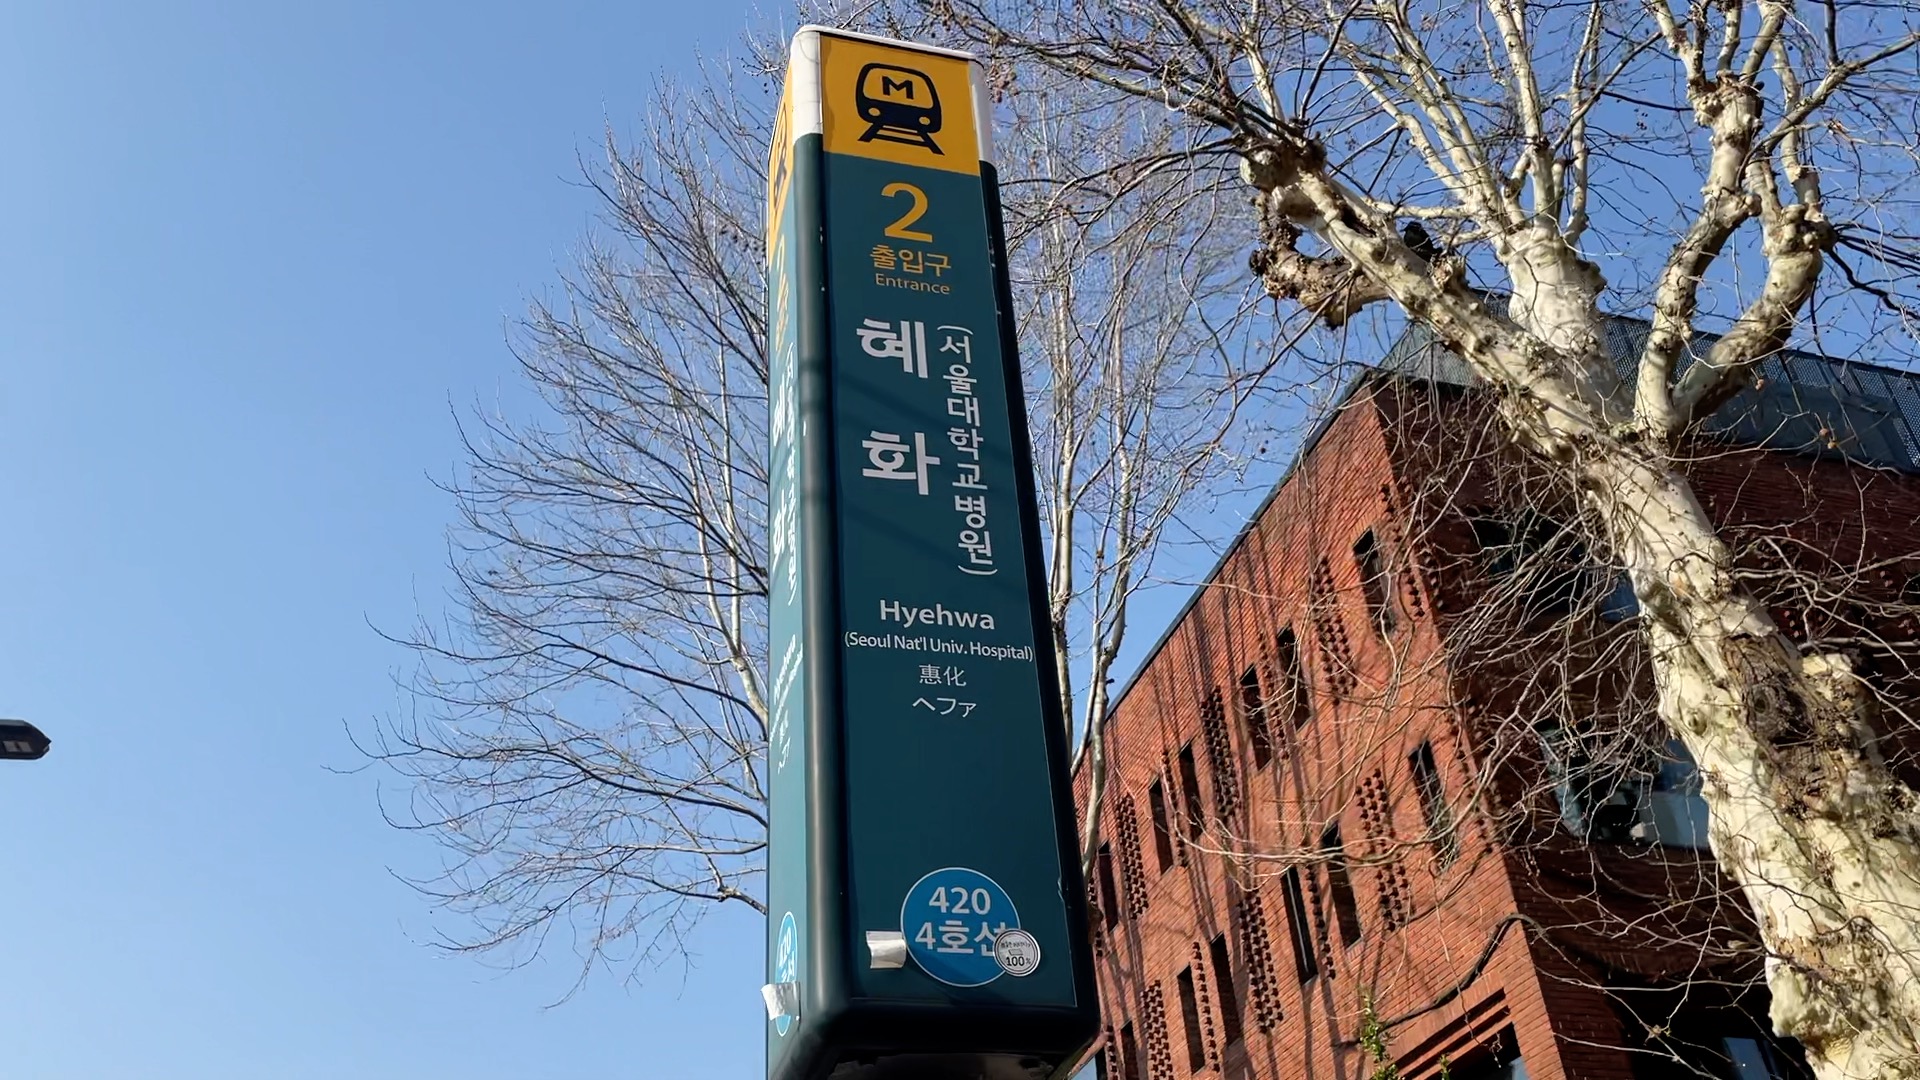 M
2
출입구
Entrance
혜화
(서울대학교병원)
Hyehwa
(Seoul Nat'l Univ. Hospital)
惠化
ヘファ
420
4호선
100%